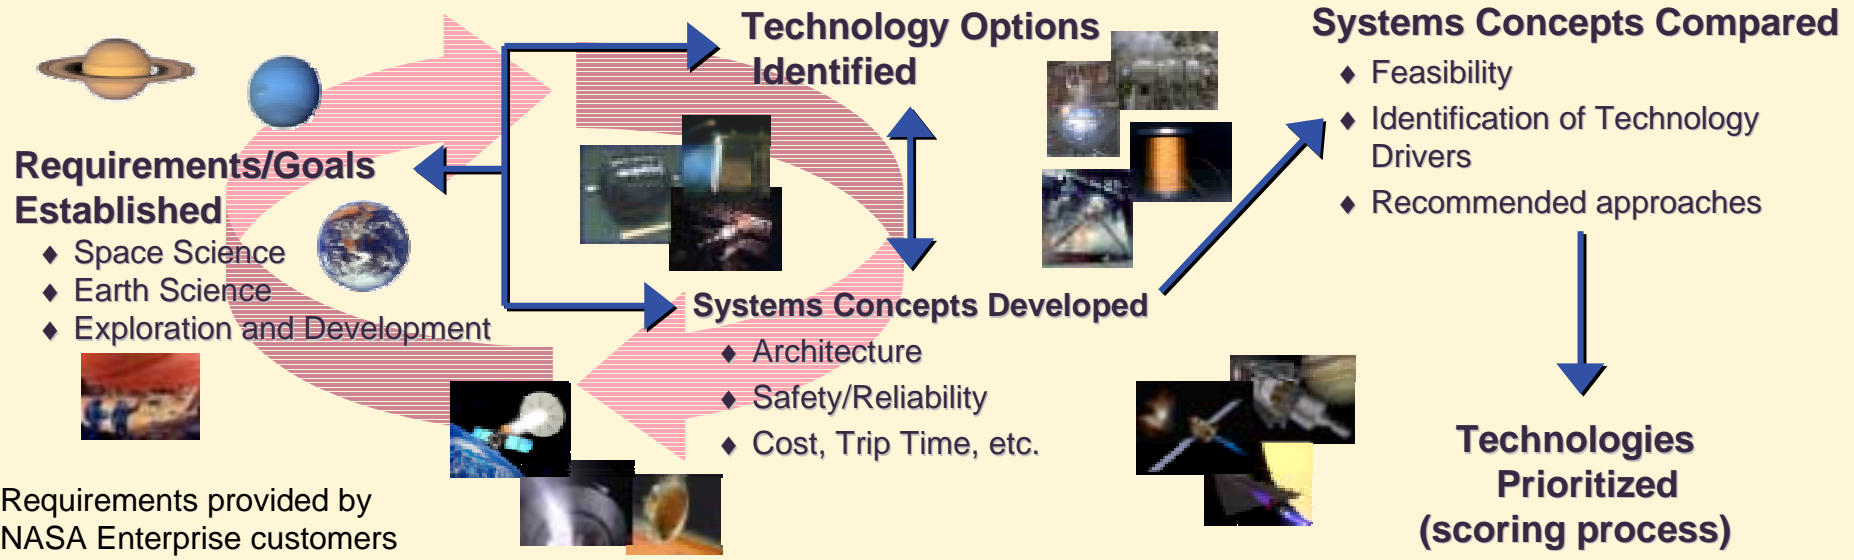 Requirements/Goals
Established
♦ Space Science
♦ Earth Science
♦ Exploration and Development
Requirements provided by
NASA Enterprise customers
Technology Options
Identified
Systems Concepts Developed
♦ Architecture
♦ Safety/Reliability
♦ Cost, Trip Time, etc.
Systems Concepts Compared
♦ Feasibility
♦ Identification of Technology
Drivers
♦ Recommended approaches
Technologies
Prioritized
(scoring process)